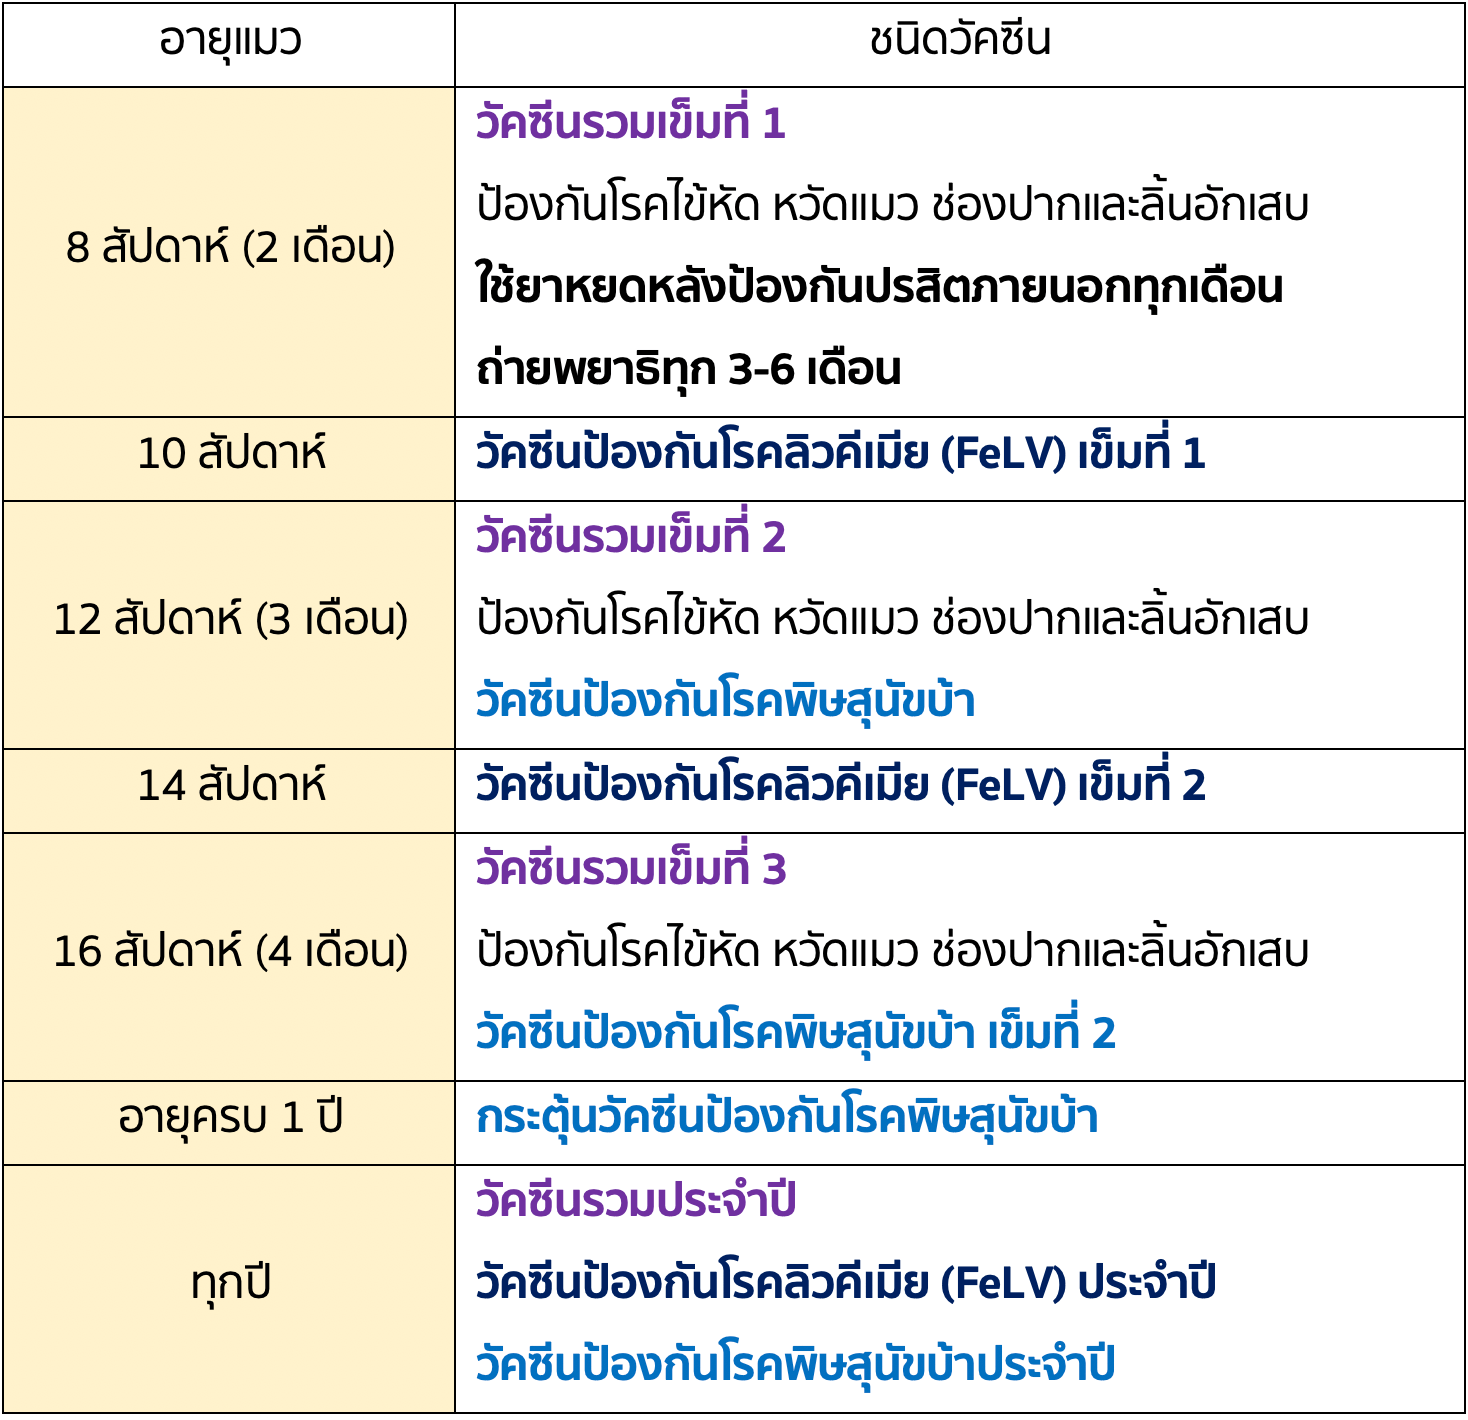 อายุแมว
ชนิดวัคซีน
8 สัปดาห์ (2 เดือน)
วัคซีนรวมเข็มที่ 1
ป้องกันโรคไข้หัด หวัดแมว ช่องปากและลิ้นอักเสบ
ใช้ยาหยดหลังป้องกันปรสิตภายนอกทุกเดือน
ถ่ายพยาธิทุก 3-6 เดือน
10 สัปดาห์
วัคซีนป้องกันโรคลิวคีเมีย (FeLV) เข็มที่ 1
12 สัปดาห์ (3 เดือน)
วัคซีนรวมเข็มที่ 2
ป้องกันโรคไข้หัด หวัดแมว ช่องปากและลิ้นอักเสบ
วัคซีนป้องกันโรคพิษสุนัขบ้า
14 สัปดาห์
วัคซีนป้องกันโรคลิวคีเมีย (FeLV) เข็มที่ 2
16 สัปดาห์ (4 เดือน)
วัคซีนรวมเข็มที่ 3
ป้องกันโรคไข้หัด หวัดแมว ช่องปากและลิ้นอักเสบ
วัคซีนป้องกันโรคพิษสุนัขบ้า เข็มที่ 2
อายุครบ 1 ปี
กระตุ้นวัคซีนป้องกันโรคพิษสุนัขบ้า
ทุกปี
วัคซีนรวมประจำปี
วัคซีนป้องกันโรคลิวคีเมีย (FeLV) ประจำปี
วัคซีนป้องกันโรคพิษสุนัขบ้าประจำปี